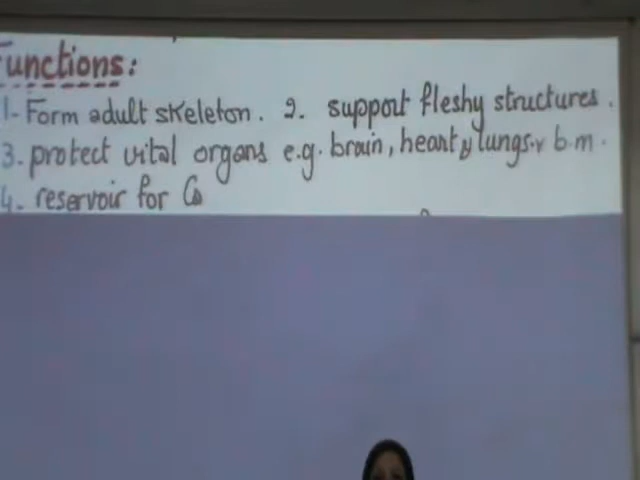 Functions:
1- Form adult skeleton. 2. support fleshy structures.
3. protect vital organs e.g. brain, heart, lungs, b.m.
4- reservoir for Ca